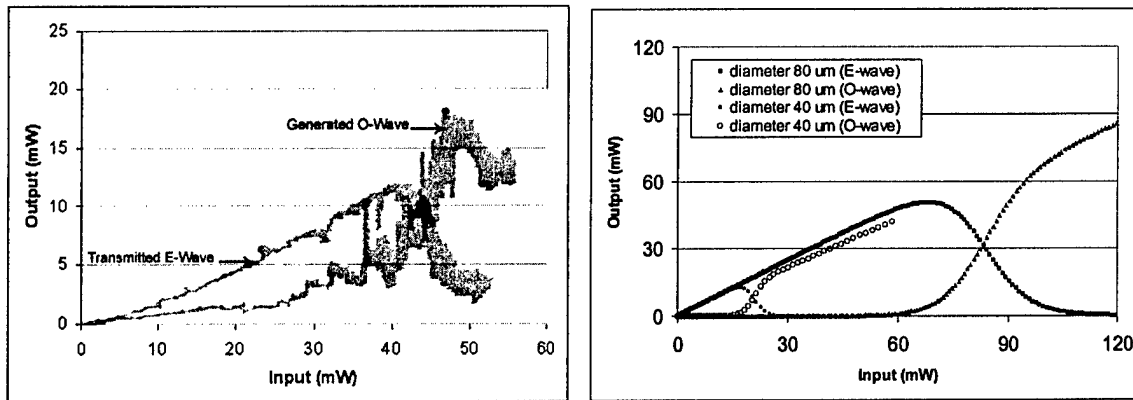 25
20
15
10
5
0
Output (mW)
Generated O-Wave
Transmitted E-Wave
0 10 20 30 40 50 60
Input (mW)
120
90
60
30
0
Output (mW)
diameter 80 um (E-wave)
diameter 80 um (O-wave)
diameter 40 um (E-wave)
diameter 40 um (O-wave)
0 30 60 90 120
Input (mW)